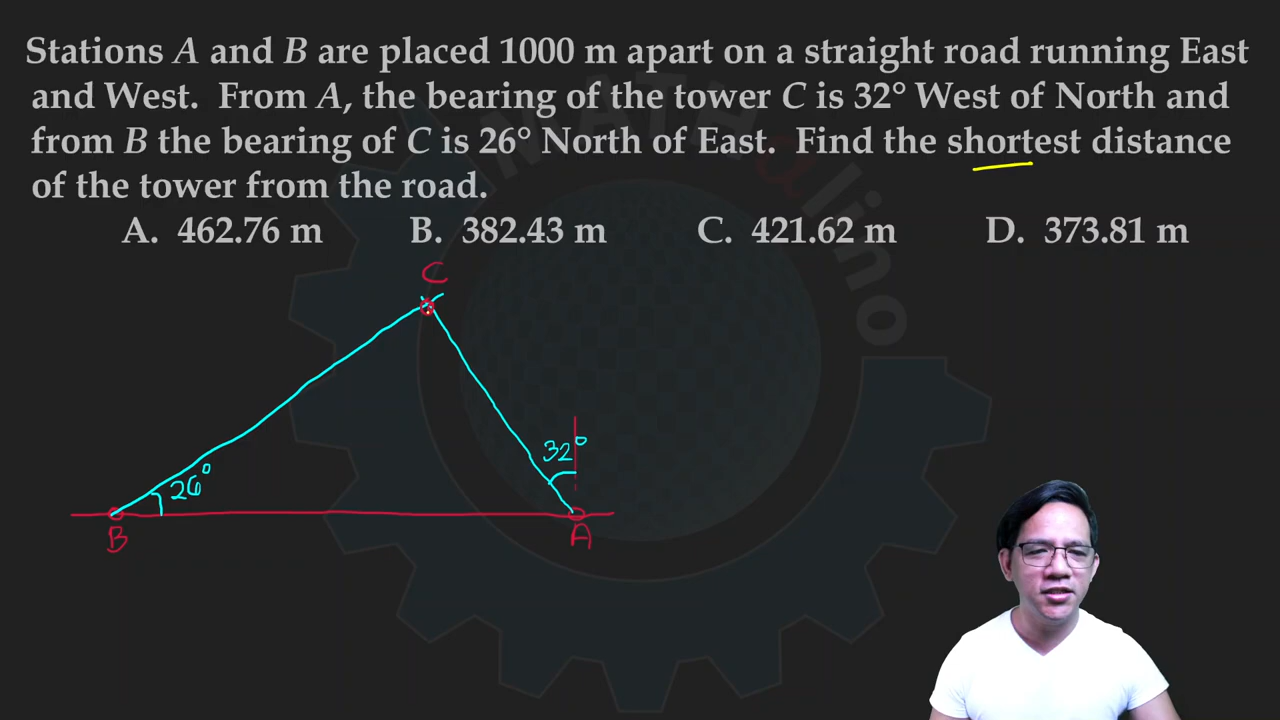 Stations A and B are placed 1000 m apart on a straight road running East
and West. From A, the bearing of the tower C is 32° West of North and
from B the bearing of C is 26° North of East. Find the shortest distance
of the tower from the road.
A. 462.76 m B. 382.43 m C. 421.62 m D. 373.81 m
MATHalino
C
32°
26°
B A